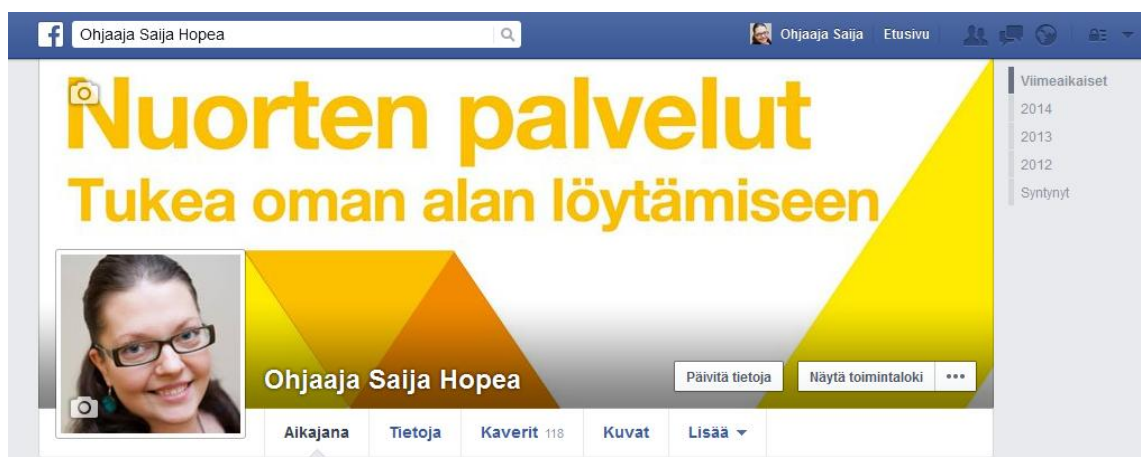 f Ohjaaja Saija Hopea Ohjaaja Saija Etusivu
Nuorten palvelut
Tukea oman alan löytämiseen
Viimeaikaiset
2014
2013
2012
Syntynyt
Ohjaaja Saija Hopea
Päivitä tietoja Näytä toimintaloki •••
Aikajana Tietoja Kaverit 118 Kuvat Lisää